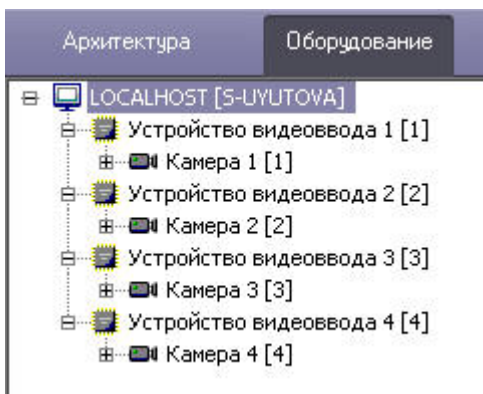 Архитектура Оборудование
LOCALHOST [S-UYUTOVA]
Устройство видеоввода 1 [1]
Камера 1 [1]
Устройство видеоввода 2 [2]
Камера 2 [2]
Устройство видеоввода 3 [3]
Камера 3 [3]
Устройство видеоввода 4 [4]
Камера 4 [4]